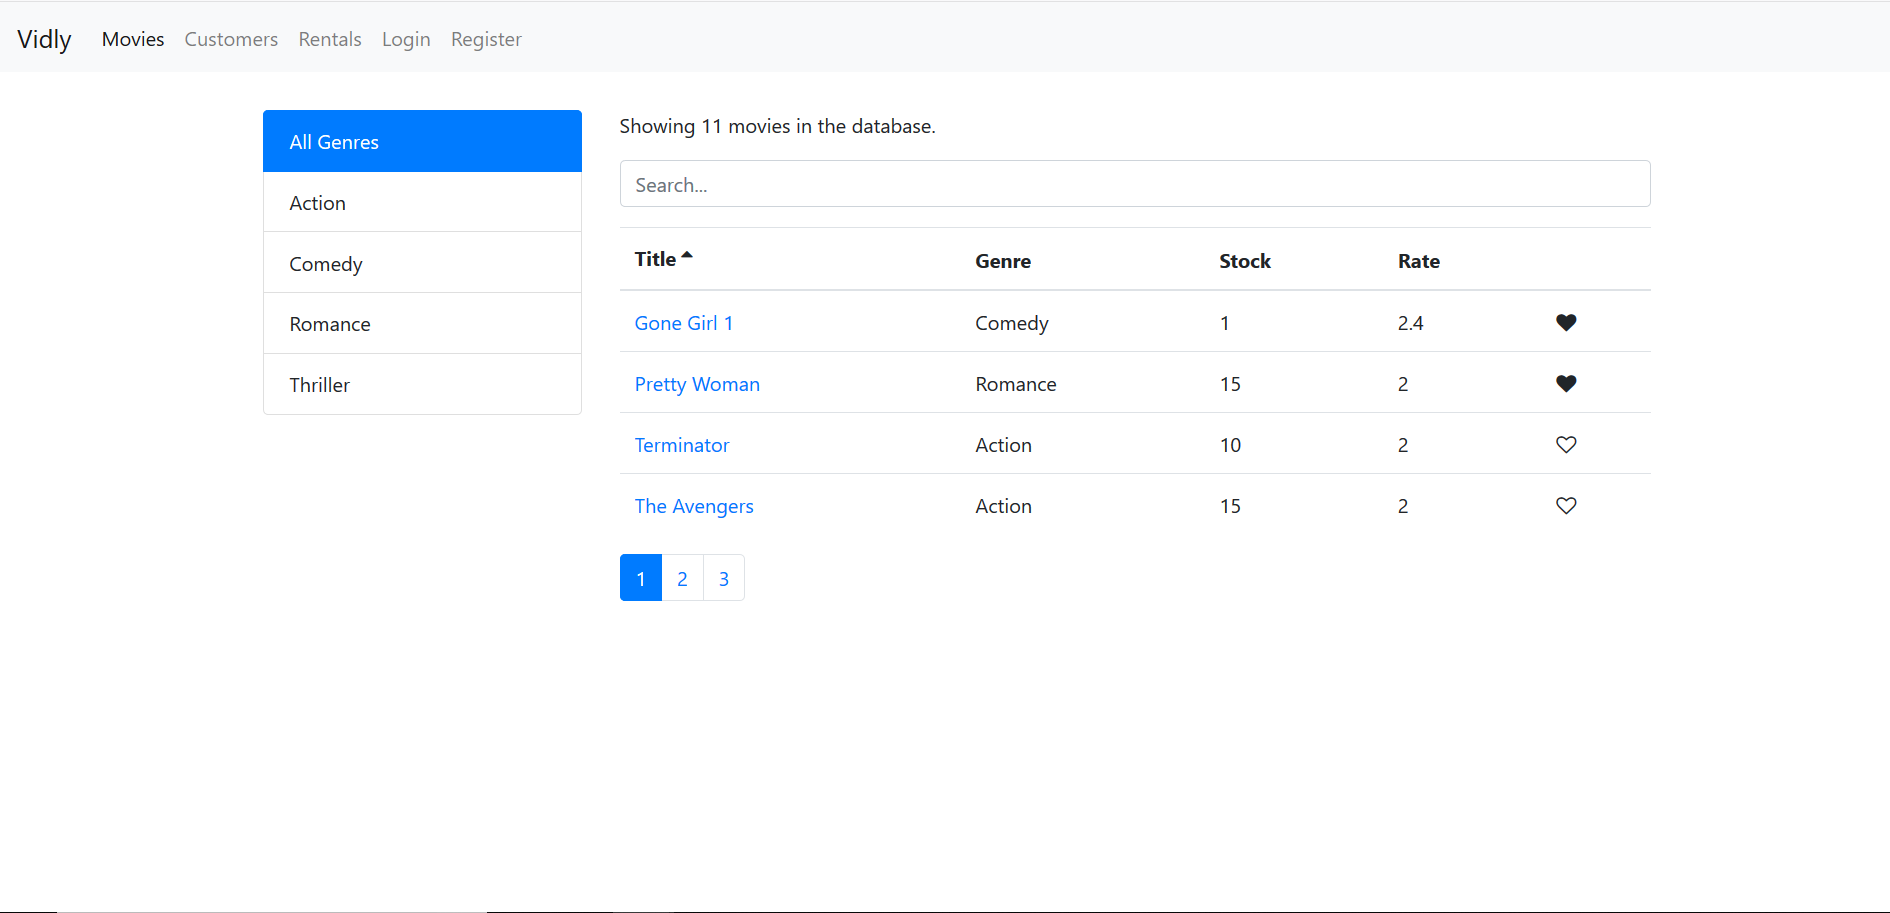 Vidly Movies Customers Rentals Login Register
All Genres
Action
Comedy
Romance
Thriller
Showing 11 movies in the database.
Search...
Title Genre Stock Rate
Gone Girl 1 Comedy 1 2.4
Pretty Woman Romance 15 2
Terminator Action 10 2
The Avengers Action 15 2
1 2 3